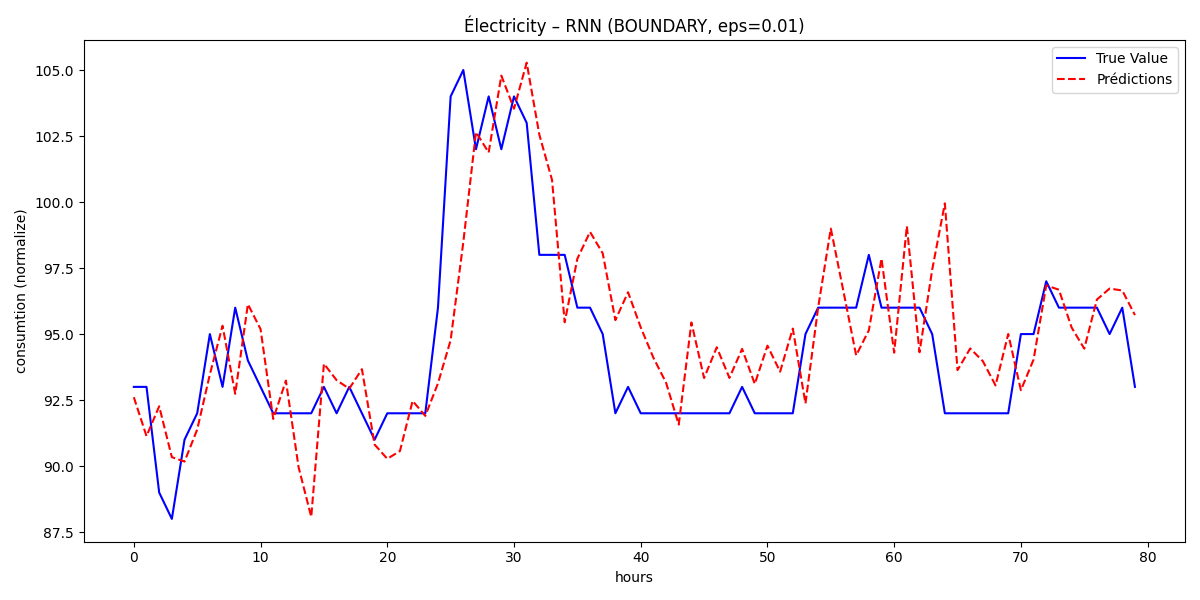 Électricity – RNN (BOUNDARY, eps=0.01)
True Value
Prédictions
consumtion (normalize)
105.0
102.5
100.0
97.5
95.0
92.5
90.0
87.5
0 10 20 30 40 50 60 70 80
hours